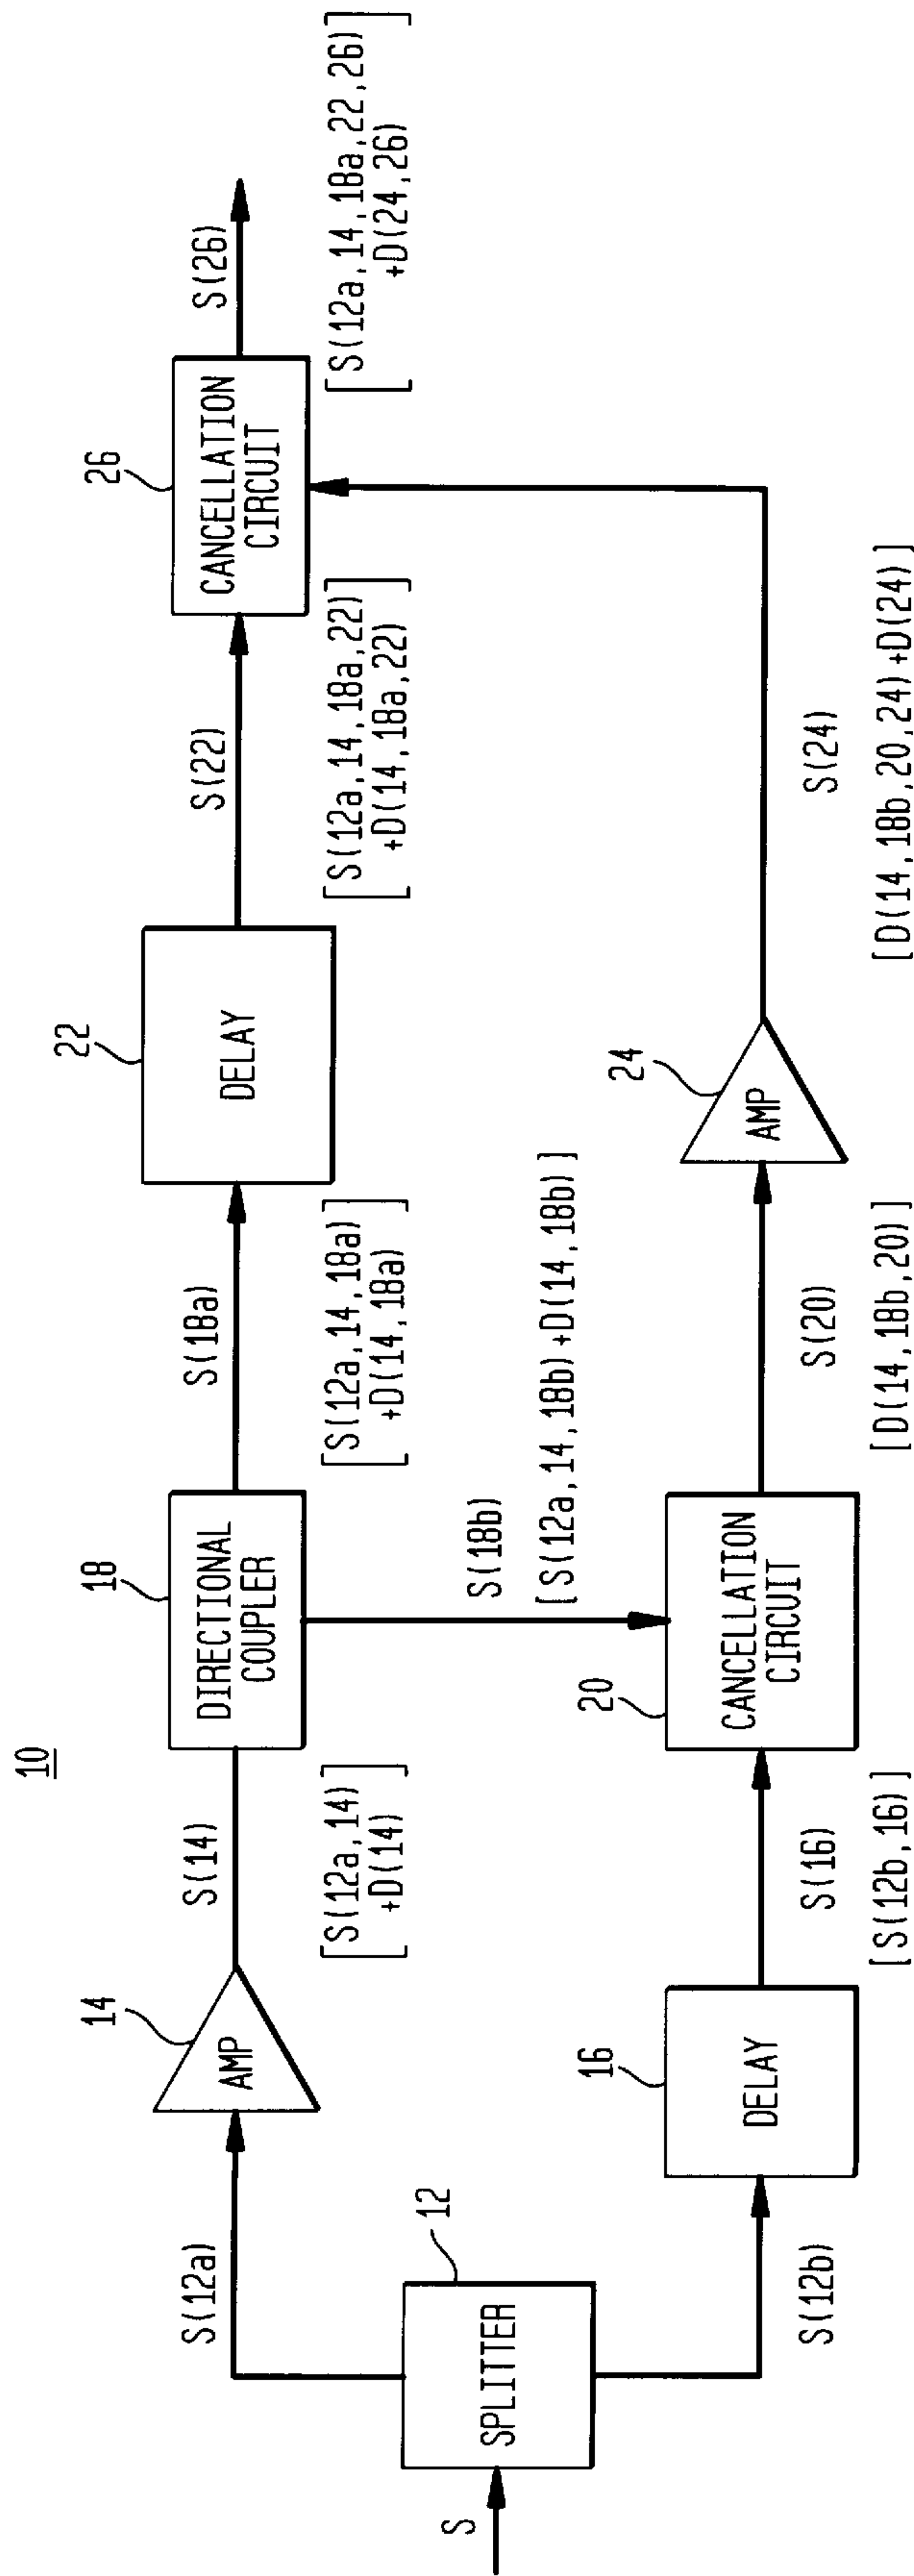 10
S
SPLITTER
12
S(12a)
AMP
14
S(14)
[S(12a,14)
+D(14)]
DIRECTIONAL
COUPLER
18
S(18a)
[S(12a,14,18a)
+D(14,18a)]
DELAY
22
S(22)
[S(12a,14,18a,22)
+D(14,18a,22)]
CANCELLATION
CIRCUIT
26
S(26)
[S(12a,14,18a,22,26)
+D(24,26)]
S(18b)
[S(12a,14,18b)+D(14,18b)]
S(12b)
DELAY
16
S(16)
[S(12b,16)]
CANCELLATION
CIRCUIT
20
S(20)
[D(14,18b,20)]
AMP
24
S(24)
[D(14,18b,20,24)+D(24)]